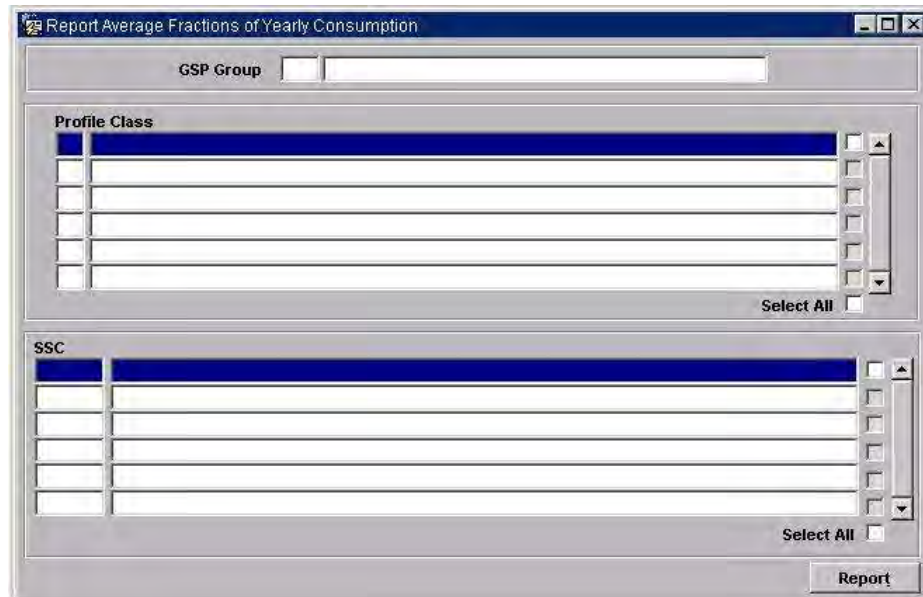 Report Average Fractions of Yearly Consumption
GSP Group
Profile Class
Select All
SSC
Select All
Report